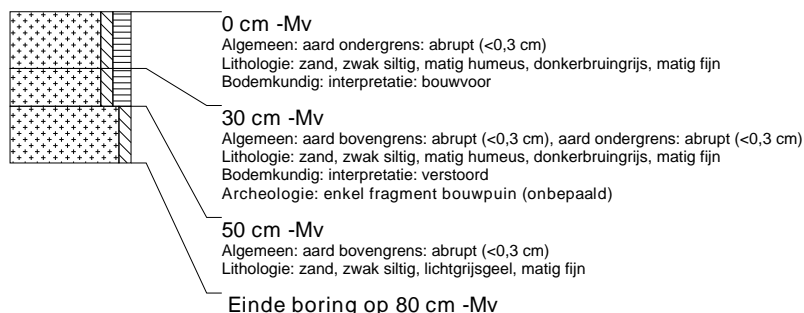 0 cm -Mv
Algemeen: aard ondergrens: abrupt (<0,3 cm)
Lithologie: zand, zwak siltig, matig humeus, donkerbruingrijs, matig fijn
Bodemkundig: interpretatie: bouwvoor
30 cm -Mv
Algemeen: aard bovengrens: abrupt (<0,3 cm), aard ondergrens: abrupt (<0,3 cm)
Lithologie: zand, zwak siltig, matig humeus, donkerbruingrijs, matig fijn
Bodemkundig: interpretatie: verstoord
Archeologie: enkel fragment bouwpuin (onbepaald)
50 cm -Mv
Algemeen: aard bovengrens: abrupt (<0,3 cm)
Lithologie: zand, zwak siltig, lichtgrijsgeel, matig fijn
Einde boring op 80 cm -Mv